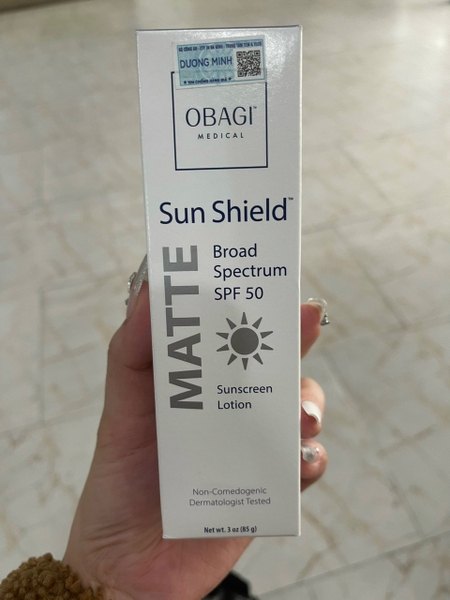 DUONG MINH
OBAGI™
MEDICAL
Sun Shield™
MATTE
Broad
Spectrum
SPF 50
Sunscreen
Lotion
Non-Comedogenic
Dermatologist Tested
Net wt. 3 oz (85 g)